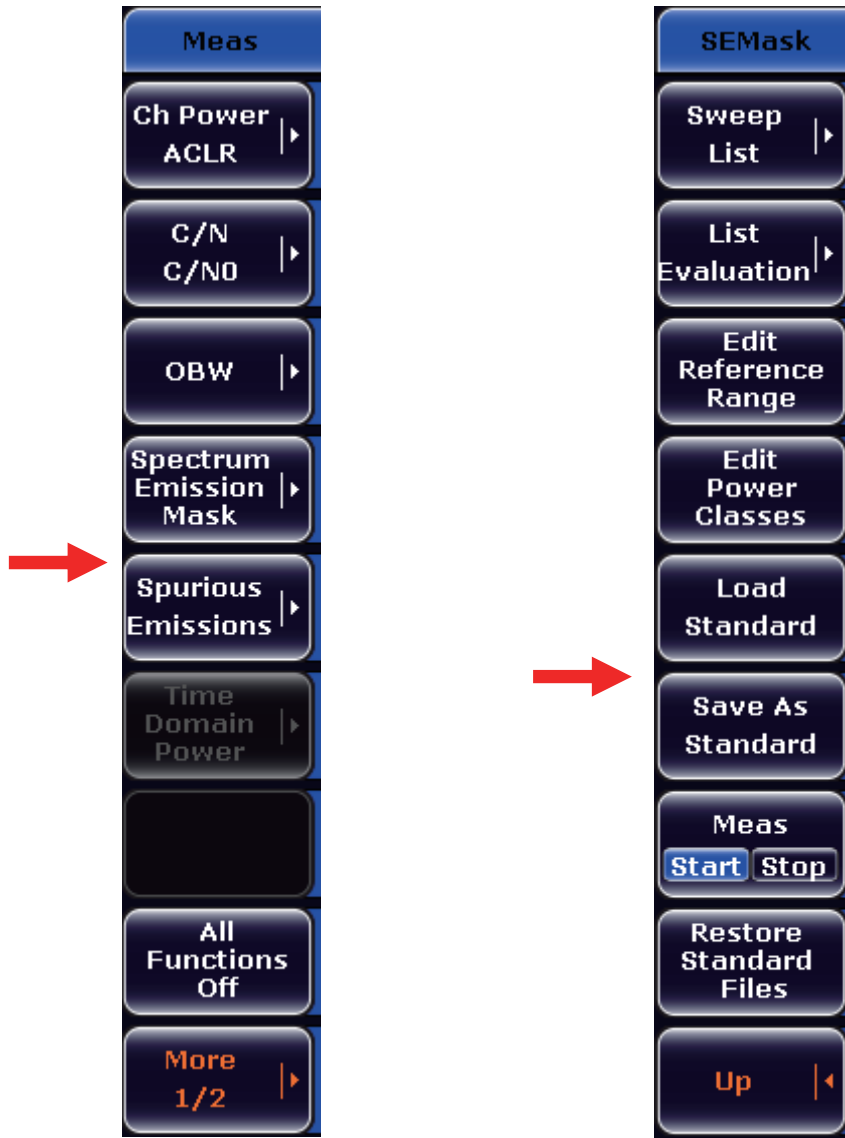 Meas
Ch Power
ACLR
C/N
C/N0
OBW
Spectrum
Emission
Mask
Spurious
Emissions
Time
Domain
Power
All
Functions
Off
More
1/2
SEMask
Sweep
List
List
Evaluation
Edit
Reference
Range
Edit
Power
Classes
Load
Standard
Save As
Standard
Meas
Start Stop
Restore
Standard
Files
Up